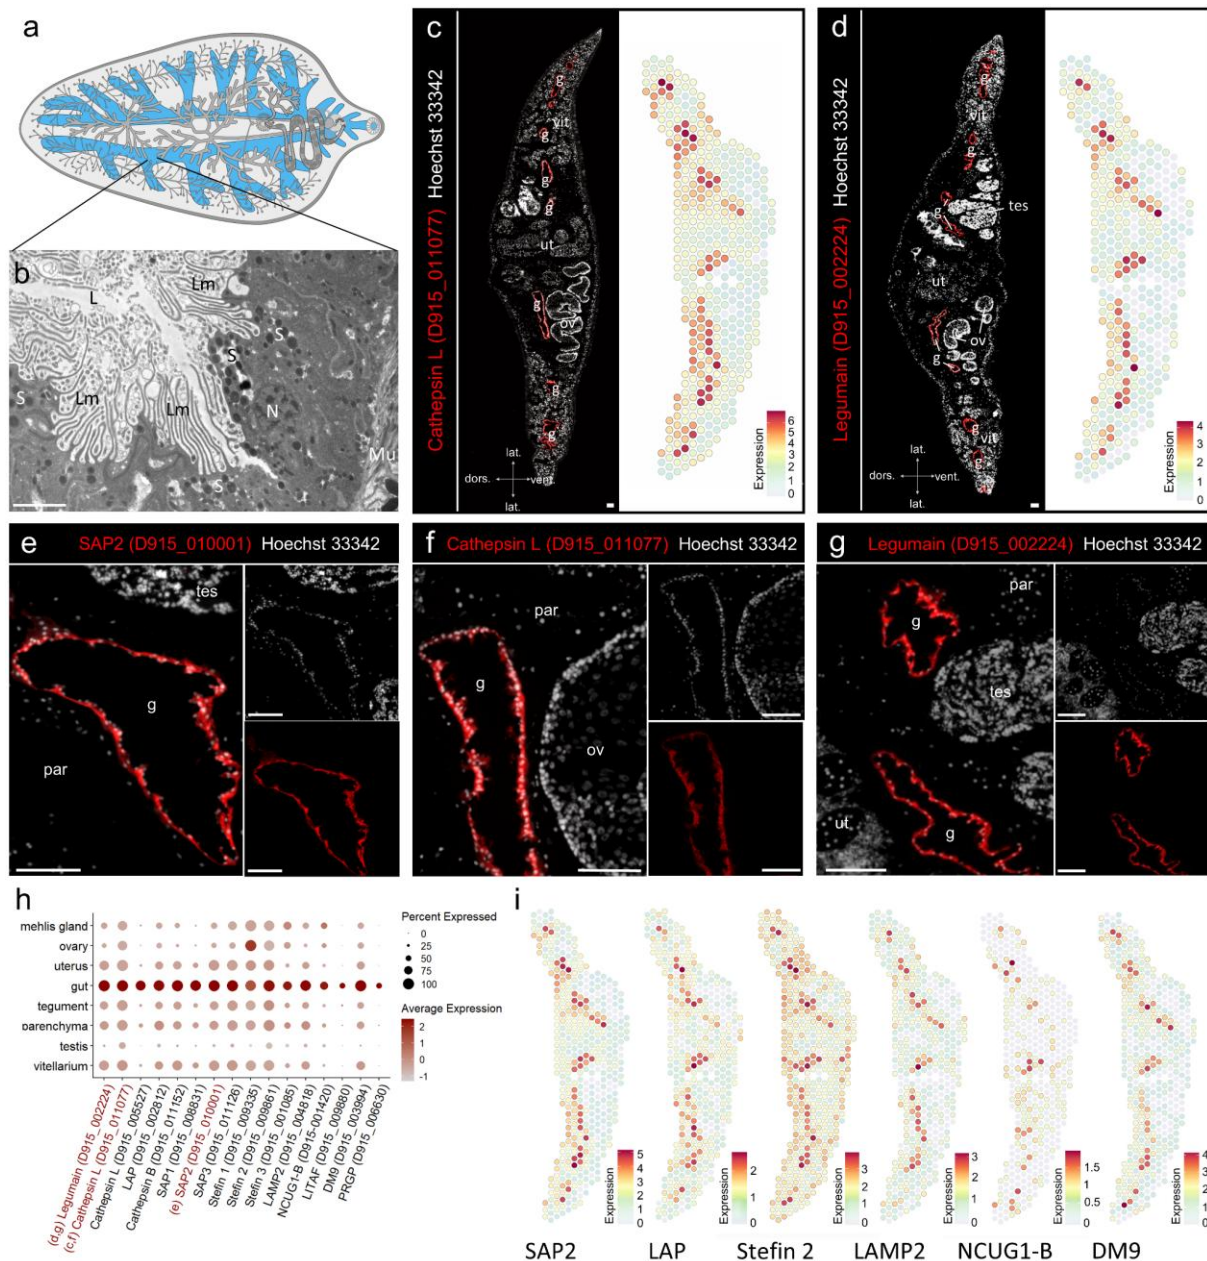 a
b
L
Lm
S
S
S
Lm
Lm
N
S
Mu
c
Cathepsin L (D915_011077) Hoechst 33342
g
vit
g
g
g
ut
g
ov
g
g
lat.
dors.
vent.
lat.
Expression
6
5
4
3
2
1
0
d
Legumain (D915_002224) Hoechst 33342
g
vit
g
g
tes
ut
ov
g
g
vit
g
lat.
dors.
vent.
lat.
Expression
4
3
2
1
0
e
SAP2 (D915_010001) Hoechst 33342
tes
g
par
f
Cathepsin L (D915_011077) Hoechst 33342
par
g
ov
g
Legumain (D915_002224) Hoechst 33342
par
g
tes
ut
g
h
mehlis gland
ovary
uterus
gut
tegument
parenchyma
testis
vitellarium
Percent Expressed
0
25
50
75
100
Average Expression
2
1
0
-1
(d,g) Legumain (D915_002224)
(c,f) Cathepsin L (D915_011077)
Cathepsin L (D915_005527)
LAP (D915_002812)
Cathepsin B (D915_011152)
SAP1 (D915_008831)
(e) SAP2 (D915_010001)
SAP3 (D915_011126)
Stefin 1 (D915_009335)
Stefin 2 (D915_009861)
Stefin 3 (D915_001085)
LAMP2 (D915_004818)
NCUG1-B (D915-001420)
LITAF (D915_009880)
DM9 (D915_003994)
PRGP (D915_006630)
i
Expression
5
4
3
2
1
0
SAP2
Expression
2
1
0
LAP
Expression
4
3
2
1
0
Stefin 2
Expression
3
2
1
0
LAMP2
Expression
1.5
1
0.5
0
NCUG1-B
Expression
4
3
2
1
0
DM9